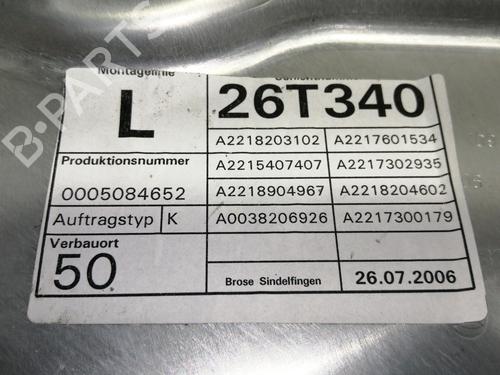 B-PARTS
Montagelinie
L
26T340
Produktionsnummer
0005084652
Auftragstyp K
Verbauort
50
A2218203102 A2217601534
A2215407407 A2217302935
A2218904967 A2218204602
A0038206926 A2217300179
Brose Sindelfingen
26.07.2006